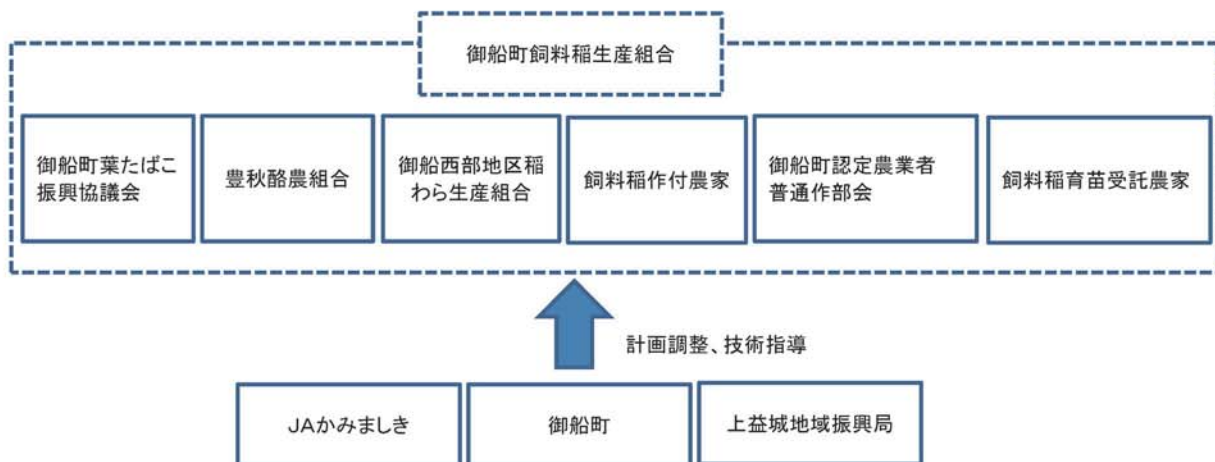 御船町飼料稲生産組合
御船町葉たばこ
振興協議会
豊秋酪農組合
御船西部地区稲
わら生産組合
飼料稲作付農家
御船町認定農業者
普通作部会
飼料稲育苗受託農家
計画調整、技術指導
JAかみましき
御船町
上益城地域振興局